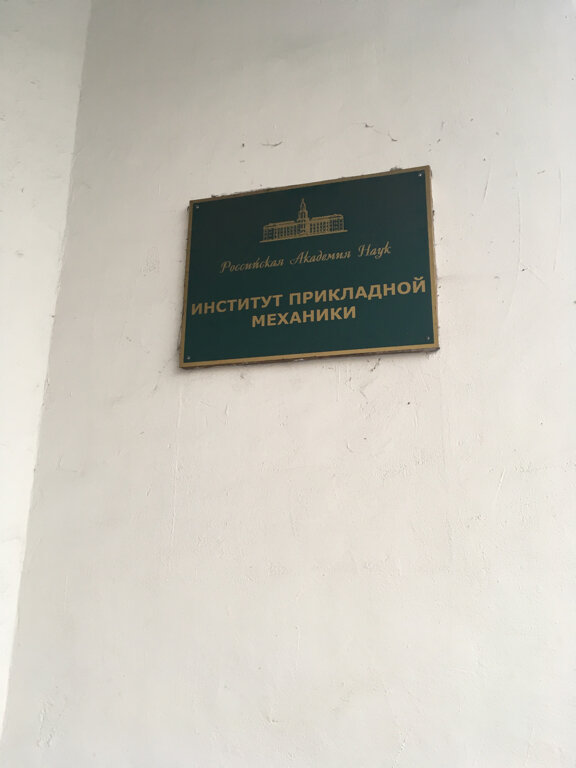 Российская Академия Наук
ИНСТИТУТ ПРИКЛАДНОЙ
МЕХАНИКИ